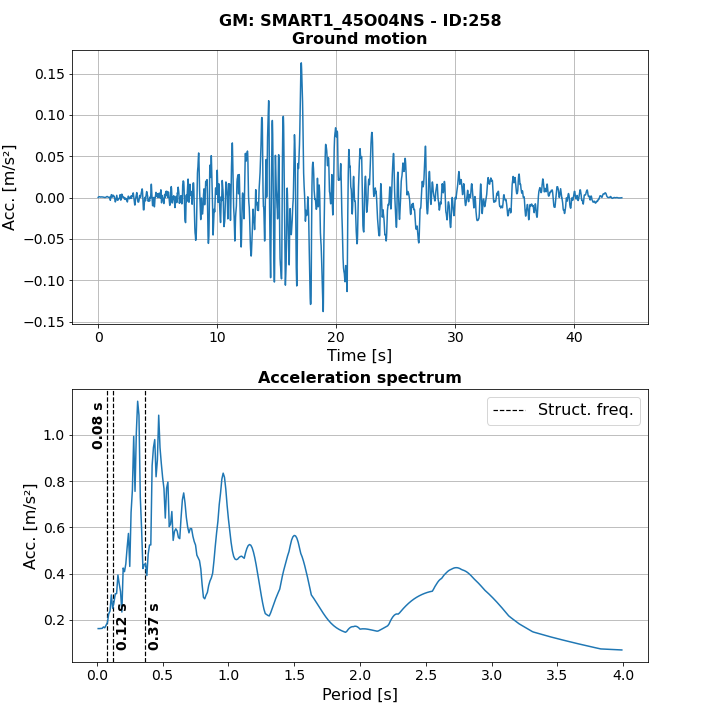 GM: SMART1_45O04NS - ID:258
Ground motion
0.15
0.10
0.05
0.00
−0.05
−0.10
−0.15
Acc. [m/s²]
0
10
20
30
40
Time [s]
Acceleration spectrum
Struct. freq.
1.0
0.8
0.6
0.4
0.2
Acc. [m/s²]
0.08 s
0.12 s
0.37 s
0.0
0.5
1.0
1.5
2.0
2.5
3.0
3.5
4.0
Period [s]